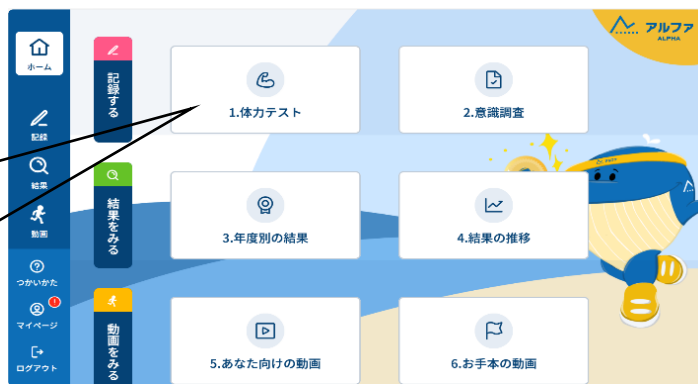 ホーム
記録
結果
動画
つかいかた
マイページ
!
ログアウト
アルファ
ALPHA
記録する
1.体力テスト
2.意識調査
結果をみる
3.年度別の結果
4.結果の推移
動画をみる
5.あなた向けの動画
6.お手本の動画